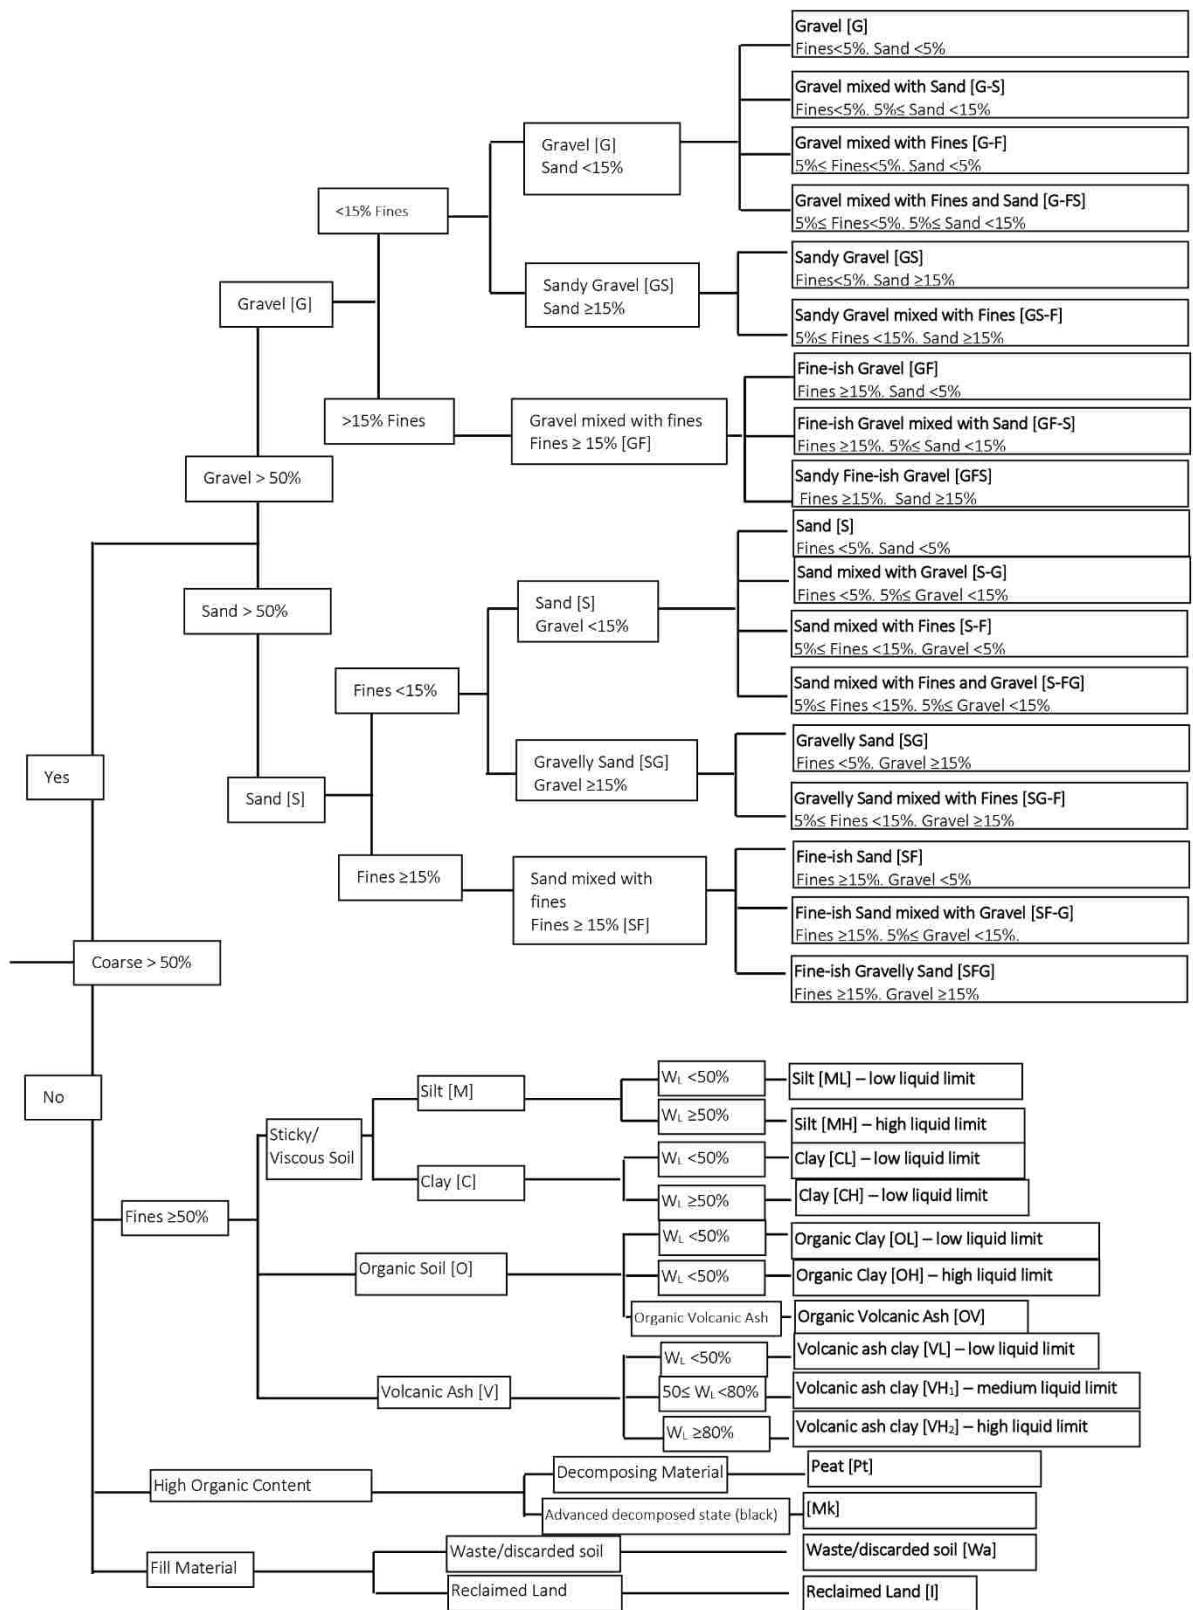 Gravel [G]
Fines<5%. Sand <5%
Gravel mixed with Sand [G-S]
Fines<5%. 5%≤ Sand <15%
Gravel [G]
Sand <15%
Gravel mixed with Fines [G-F]
5%≤ Fines<5%. Sand <5%
<15% Fines
Gravel mixed with Fines and Sand [G-FS]
5%≤ Fines<5%. 5%≤ Sand <15%
Sandy Gravel [GS]
Fines<5%. Sand ≥15%
Gravel [G]
Sandy Gravel [GS]
Sand ≥15%
Sandy Gravel mixed with Fines [GS-F]
5%≤ Fines <15%. Sand ≥15%
Fine-ish Gravel [GF]
Fines ≥15%. Sand <5%
>15% Fines
Gravel mixed with fines
Fines ≥ 15% [GF]
Fine-ish Gravel mixed with Sand [GF-S]
Fines ≥15%. 5%≤ Sand <15%
Gravel > 50%
Sandy Fine-ish Gravel [GFS]
Fines ≥15%. Sand ≥15%
Sand [S]
Fines <5%. Sand <5%
Sand > 50%
Sand [S]
Gravel <15%
Sand mixed with Gravel [S-G]
Fines <5%. 5%≤ Gravel <15%
Sand mixed with Fines [S-F]
5%≤ Fines <15%. Gravel <5%
Fines <15%
Sand mixed with Fines and Gravel [S-FG]
5%≤ Fines <15%. 5%≤ Gravel <15%
Yes
Gravelly Sand [SG]
Gravel ≥15%
Gravelly Sand [SG]
Fines <5%. Gravel ≥15%
Sand [S]
Gravelly Sand mixed with Fines [SG-F]
5%≤ Fines <15%. Gravel ≥15%
Fines ≥15%
Sand mixed with
fines
Fines ≥ 15% [SF]
Fine-ish Sand [SF]
Fines ≥15%. Gravel <5%
Fine-ish Sand mixed with Gravel [SF-G]
Fines ≥15%. 5%≤ Gravel <15%.
Coarse > 50%
Fine-ish Gravelly Sand [SFG]
Fines ≥15%. Gravel ≥15%
No
Silt [M]
WL <50%
Silt [ML] – low liquid limit
WL ≥50%
Silt [MH] – high liquid limit
Sticky/
Viscous Soil
Clay [C]
WL <50%
Clay [CL] – low liquid limit
WL ≥50%
Clay [CH] – low liquid limit
Fines ≥50%
Organic Soil [O]
WL <50%
Organic Clay [OL] – low liquid limit
WL <50%
Organic Clay [OH] – high liquid limit
Organic Volcanic Ash
Organic Volcanic Ash [OV]
Volcanic Ash [V]
WL <50%
Volcanic ash clay [VL] – low liquid limit
50≤ WL <80%
Volcanic ash clay [VH₁] – medium liquid limit
WL ≥80%
Volcanic ash clay [VH₂] – high liquid limit
High Organic Content
Decomposing Material
Peat [Pt]
Advanced decomposed state (black)
[Mk]
Fill Material
Waste/discarded soil
Waste/discarded soil [Wa]
Reclaimed Land
Reclaimed Land [I]